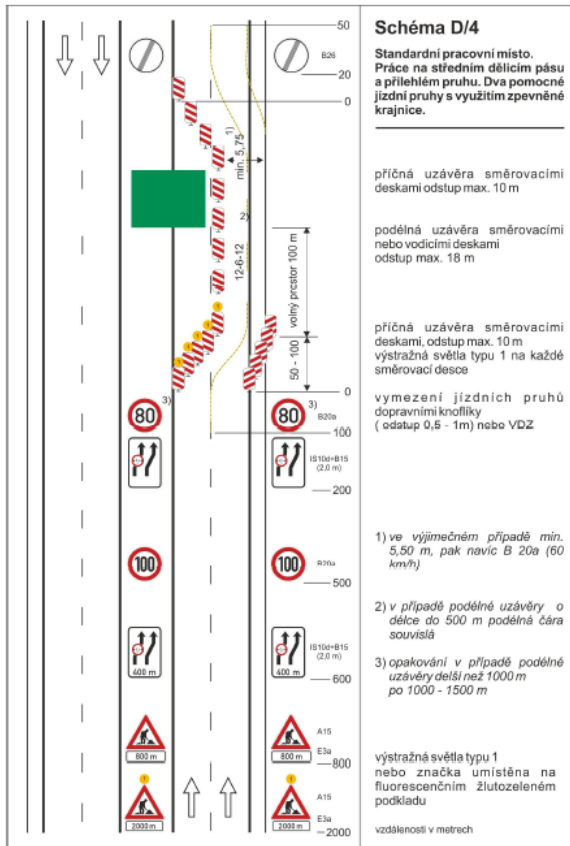 Schéma D/4
Standardní pracovní místo.
Práce na středním dělicím pásu
a přilehlém pruhu. Dva pomocné
jízdní pruhy s využitím zpevněné
krajnice.
příčná uzávěra směrovacími
deskami odstup max. 10 m
podélná uzávěra směrovacími
nebo vodicími deskami
odstup max. 18 m
příčná uzávěra směrovacími
deskami, odstup max. 10 m
výstražná světla typu 1 na každé
směrovací desce
vymezení jízdních pruhů
dopravními knoflíky
( odstup 0,5 - 1m) nebo VDZ
1) ve výjimečném případě min.
5,50 m, pak navíc B 20a (60
km/h)
2) v případě podélné uzávěry o
délce do 500 m podélná čára
souvislá
3) opakování v případě podélné
uzávěry delší než 1000 m
po 1000 - 1500 m
výstražná světla typu 1
nebo značka umístěna na
fluorescenčním žlutozeleném
podkladu
vzdálenosti v metrech
50
B26
20
0
1)
min. 5,75
2)
12-6-12
volný prostor 100 m
50 - 100
1
1
1
1
1
0
3)
3)
80
80
B20a
100
IS10d+B15
(2,0 m)
200
100
100
B20a
500
IS10d+B15
(2,0 m)
400 m
400 m
600
A15
800 m
800 m
E3a
800
1
1
A15
2000 m
2000 m
E3a
2000